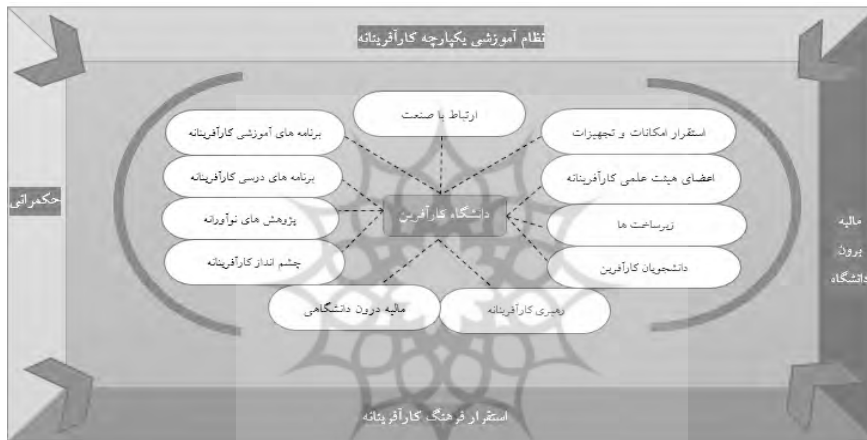 نظام آموزشی یکپارچه کارآفرینانه
ارتباط با صنعت
استقرار امکانات و تجهیزات
برنامه های آموزشی کارآفرینانه
اعضای هیئت علمی کارآفرینانه
برنامه های درسی کارآفرینانه
دانشگاه کارآفرین
زیرساخت ها
پژوهش های نوآورانه
دانشجویان کارآفرین
چشم انداز کارآفرینانه
رهبری کارآفرینانه
مالیه درون دانشگاهی
مالیه
برون
دانشگاه
حکمرانی
استقرار فرهنگ کارآفرینانه